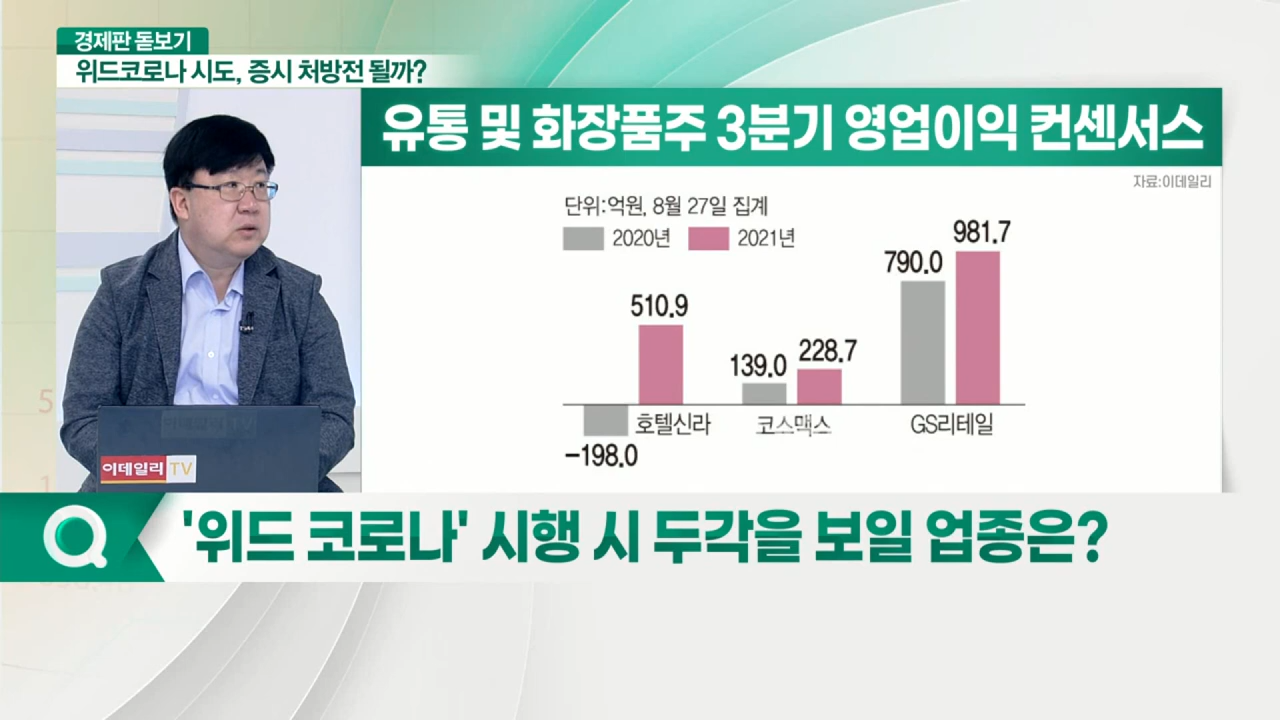 경제판 돋보기
위드코로나 시도, 증시 처방전 될까?
유통 및 화장품주 3분기 영업이익 컨센서스
자료:이데일리
단위:억원, 8월 27일 집계
2020년
2021년
-198.0
510.9
호텔신라
139.0
228.7
코스맥스
790.0
981.7
GS리테일
이데일리 TV
'위드 코로나' 시행 시 두각을 보일 업종은?